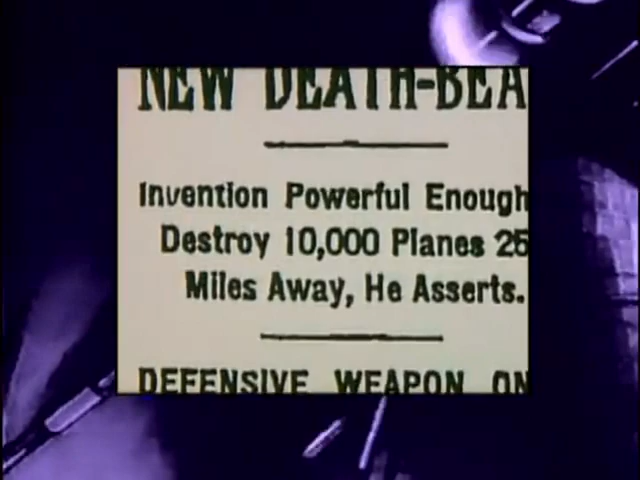 NEW DEATH-BEA
Invention Powerful Enough
Destroy 10,000 Planes 25
Miles Away, He Asserts.
DEFENSIVE WEAPON ON